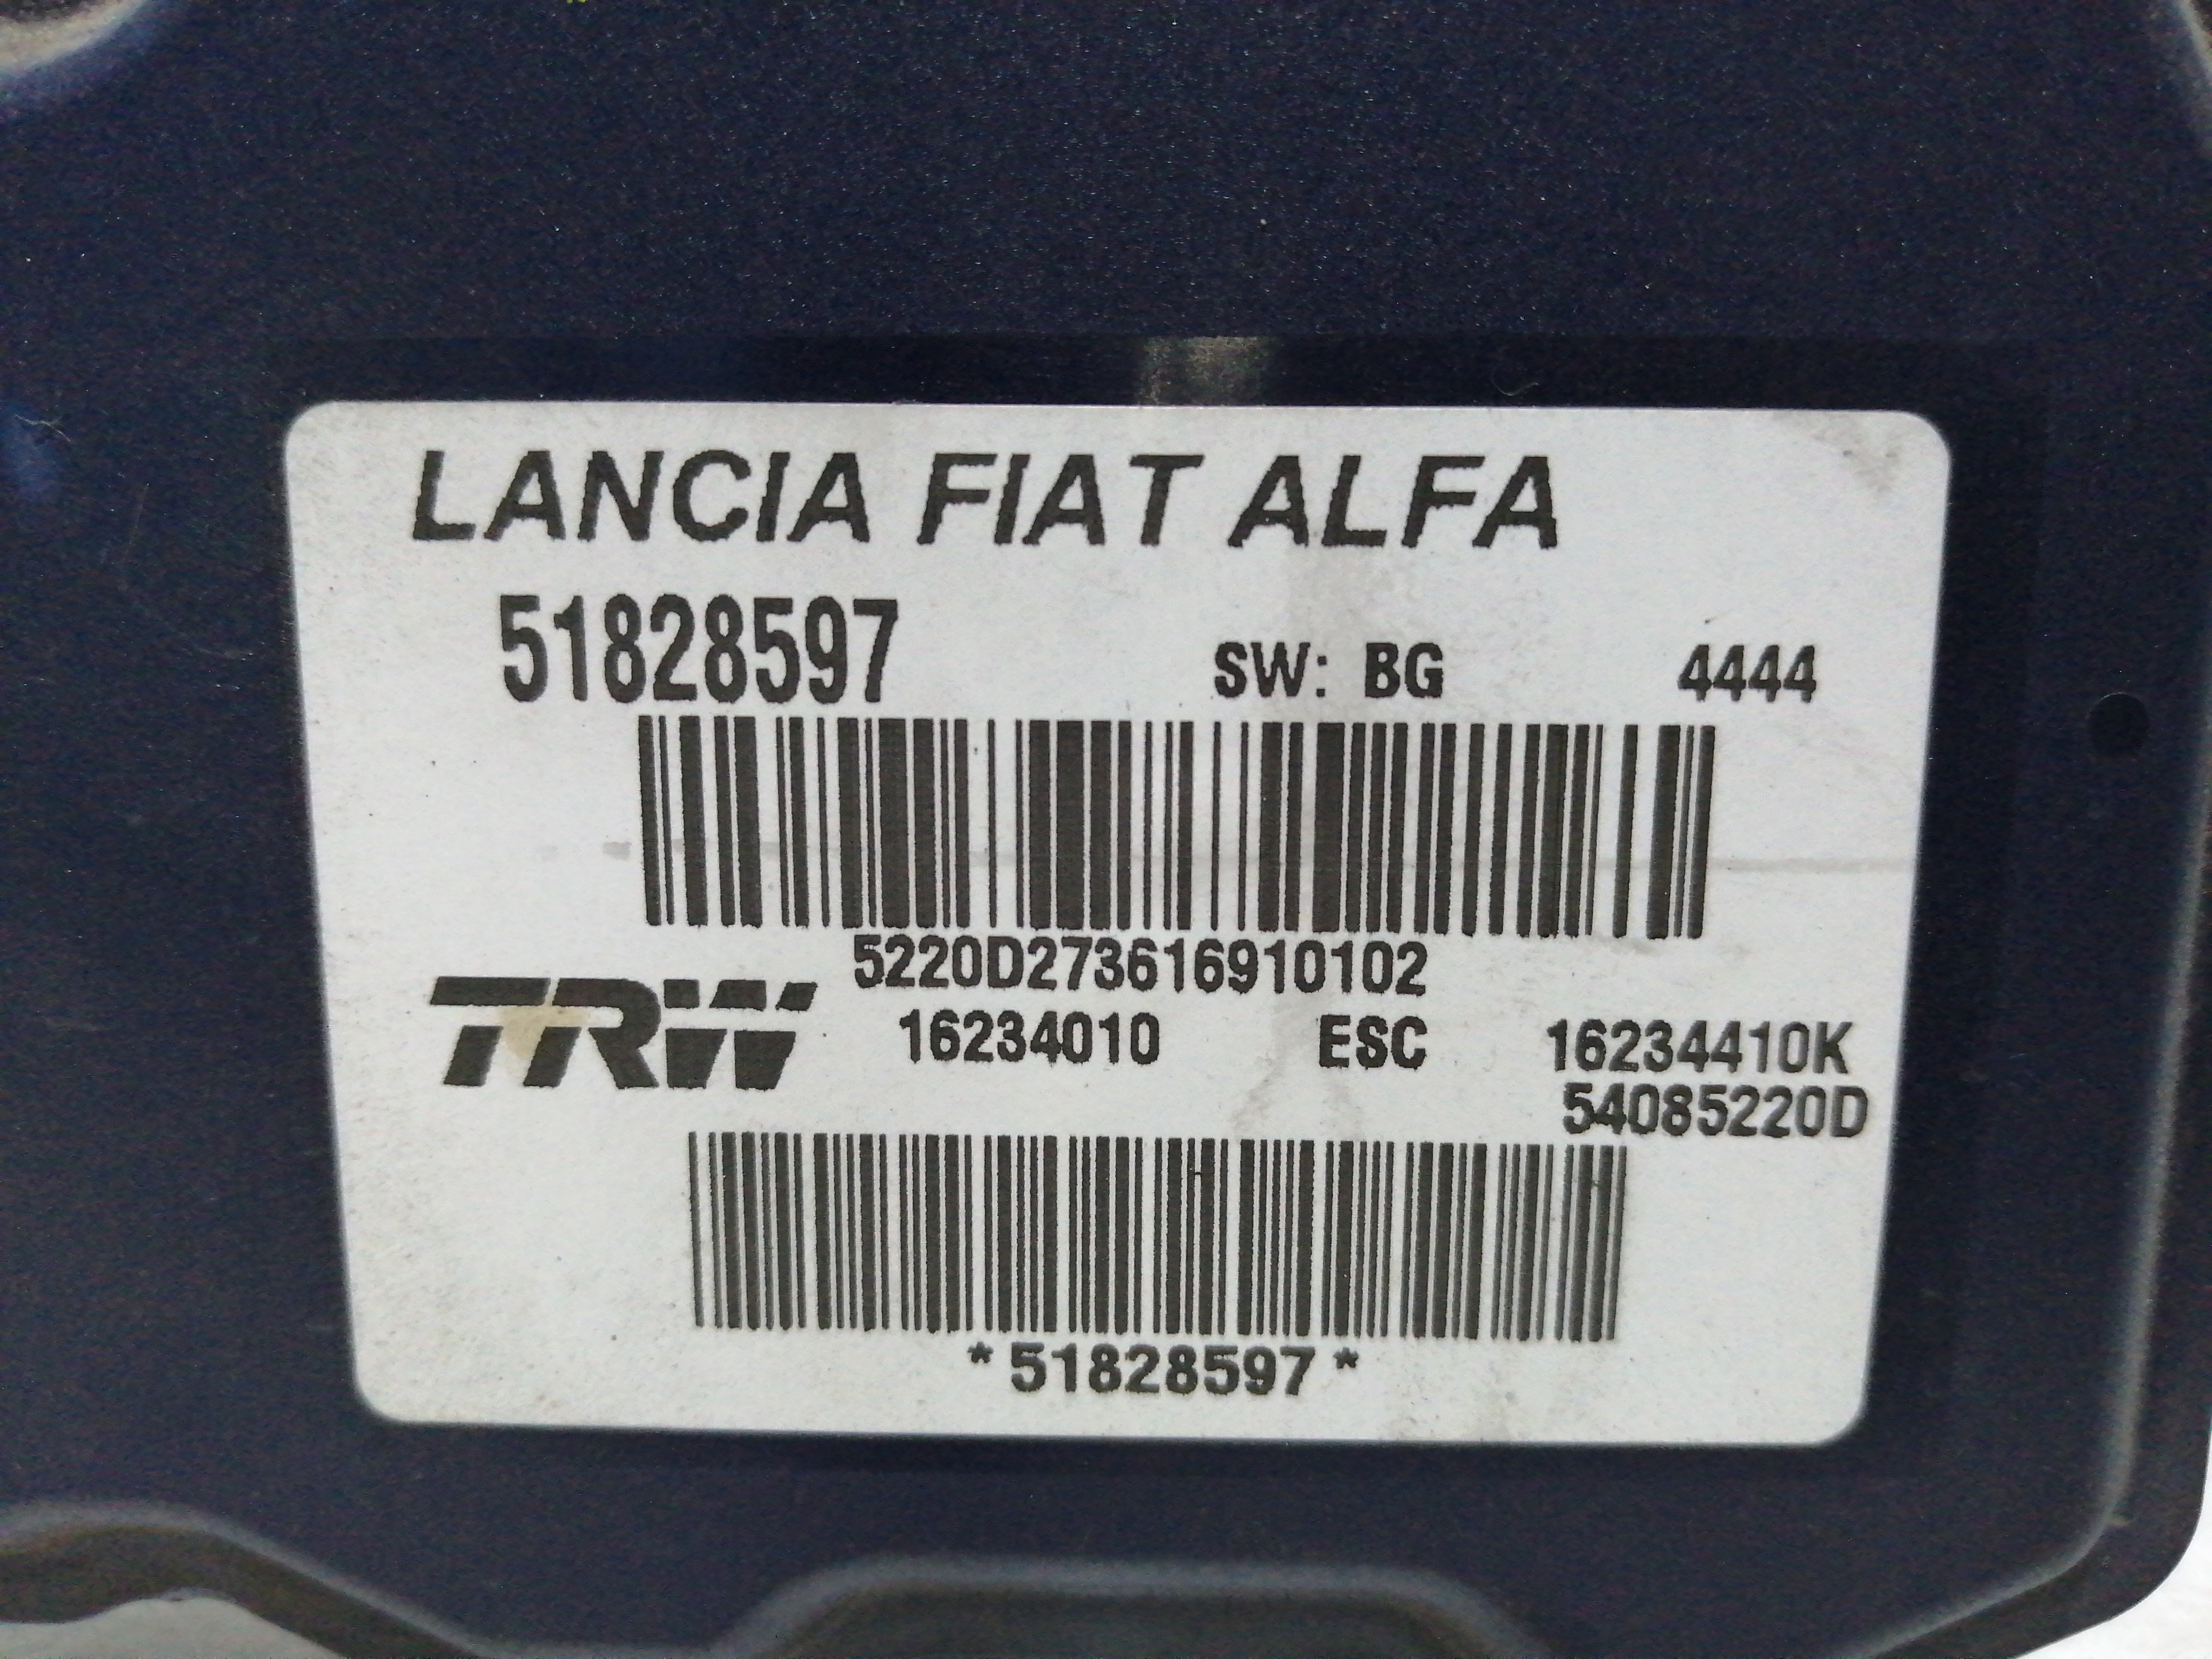 LANCIA FIAT ALFA
51828597 SW: BG 4444
5220D273616910102
TRW 16234010 ESC 16234410K
54085220D
*51828597*